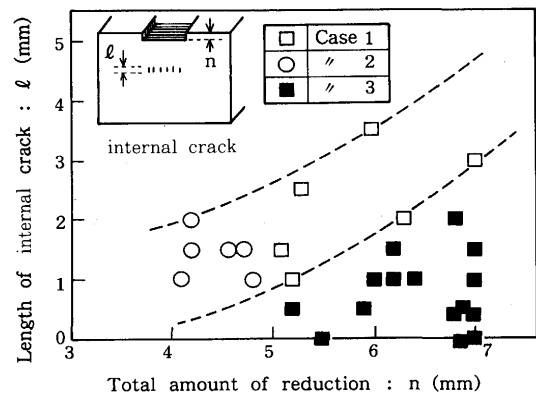 Length of internal crack : ℓ (mm)
5
4
3
2
1
0
ℓ
n
internal crack
□ Case 1
○ 〃 2
■ 〃 3
3 4 5 6 7
Total amount of reduction : n (mm)